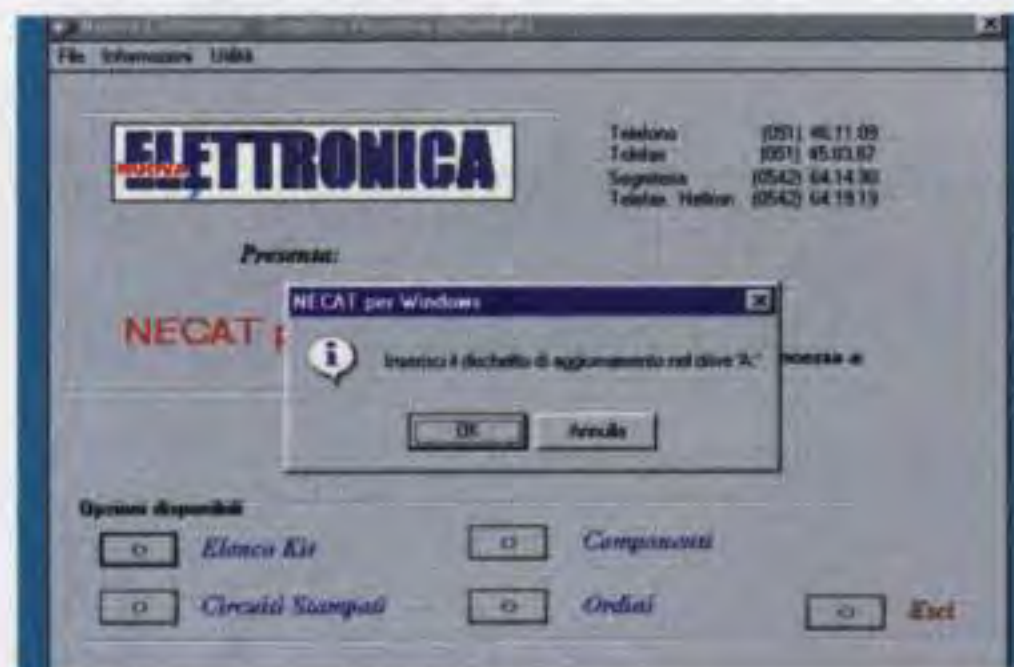 File Informazioni Utilità
NUOVA ELETTRONICA
Telefono (051) 46.11.09
Telefax (051) 45.03.87
Segreteria (0542) 64.14.90
Telefax Heltron (0542) 64.19.19
Presenta:
NECAT per Windows
NECAT p
Inserisci il dischetto di aggiornamento nel drive "A:"
OK Annulla
Opzioni disponibili
<> Elenco Kit
<> Componenti
<> Circuiti Stampati
<> Ordini
<> Esci